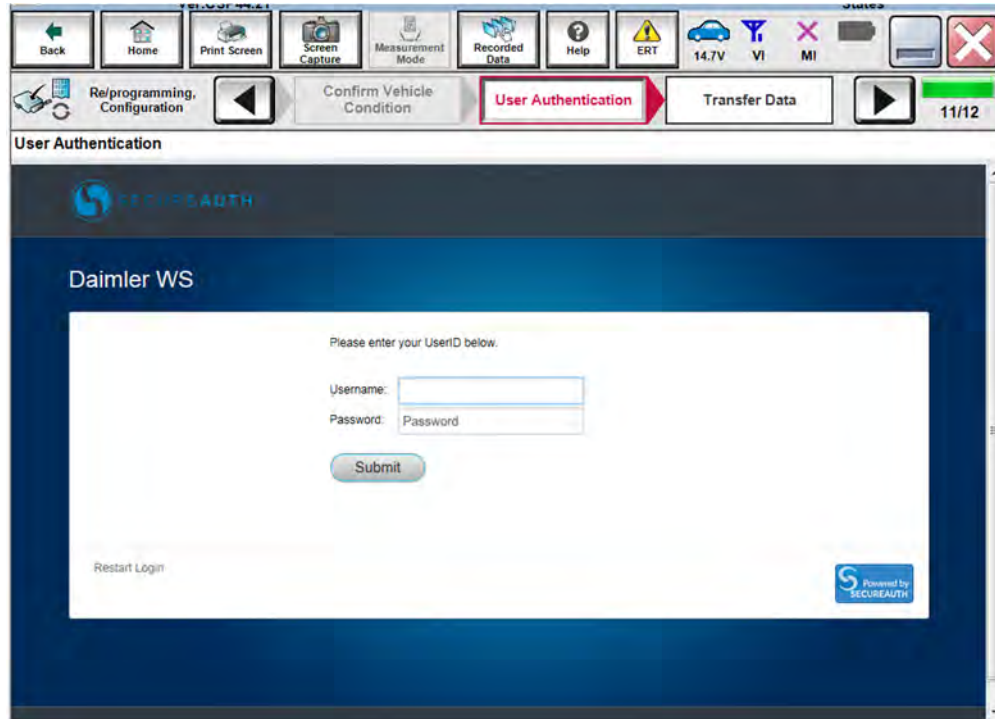 Back
Home
Print Screen
Screen
Capture
Measurement
Mode
Recorded
Data
Help
ERT
14.7V
VI
MI
Re/programming,
Configuration
Confirm Vehicle
Condition
User Authentication
Transfer Data
11/12
User Authentication
SECUREAUTH
Daimler WS
Please enter your UserID below.
Username:
Password:
Password
Submit
Restart Login
Powered by
SECUREAUTH